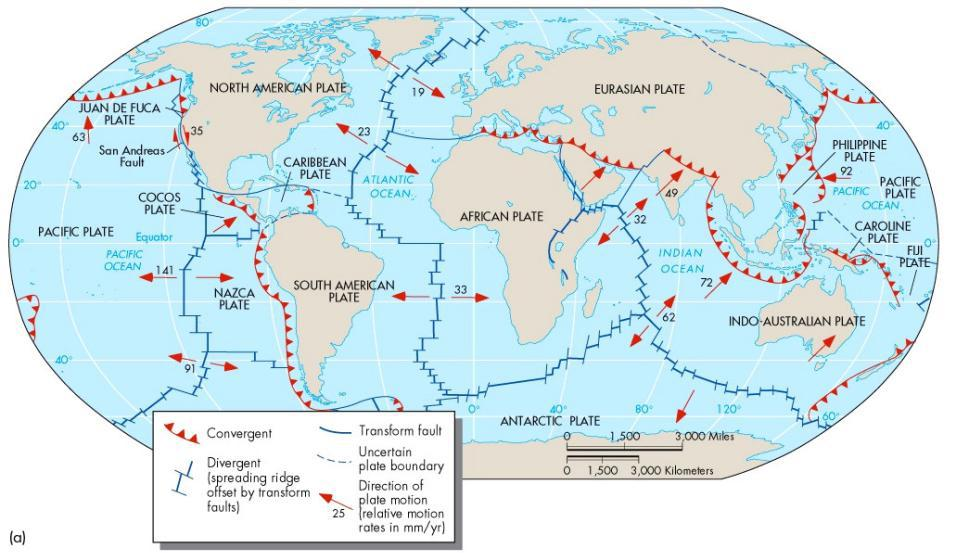 80°
NORTH AMERICAN PLATE
EURASIAN PLATE
19
JUAN DE FUCA
PLATE
40°
63
35
San Andreas
Fault
23
40°
PHILIPPINE
PLATE
92
CARIBBEAN
PLATE
ATLANTIC
OCEAN
20°
COCOS
PLATE
49
PACIFIC
OCEAN
PACIFIC
PLATE
AFRICAN PLATE
32
PACIFIC PLATE
Equator
0°
CAROLINE
PLATE
0°
FIJI
PLATE
PACIFIC
OCEAN
141
INDIAN
OCEAN
NAZCA
PLATE
SOUTH AMERICAN
PLATE
33
72
62
INDO-AUSTRALIAN PLATE
40°
91
0°
40°
80°
120°
60°
ANTARCTIC PLATE
0 1,500 3,000 Miles
0 1,500 3,000 Kilometers
Convergent
Divergent
(spreading ridge
offset by transform
faults)
Transform fault
Uncertain
plate boundary
Direction of
plate motion
(relative motion
rates in mm/yr)
25
(a)